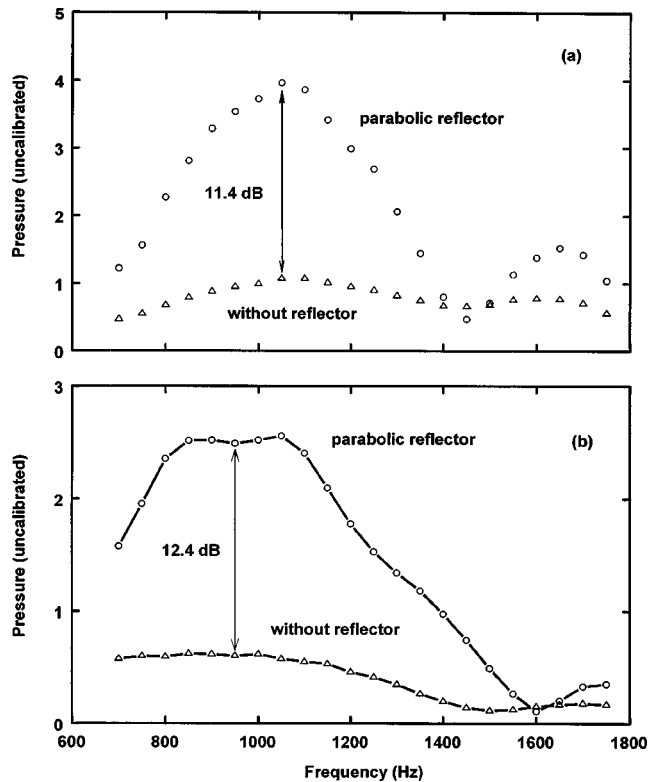 5
(a)
4
parabolic reflector
3
Pressure (uncalibrated)
11.4 dB
2
1
without reflector
0
3
parabolic reflector
(b)
2
Pressure (uncalibrated)
12.4 dB
1
without reflector
0
600 800 1000 1200 1400 1600 1800
Frequency (Hz)